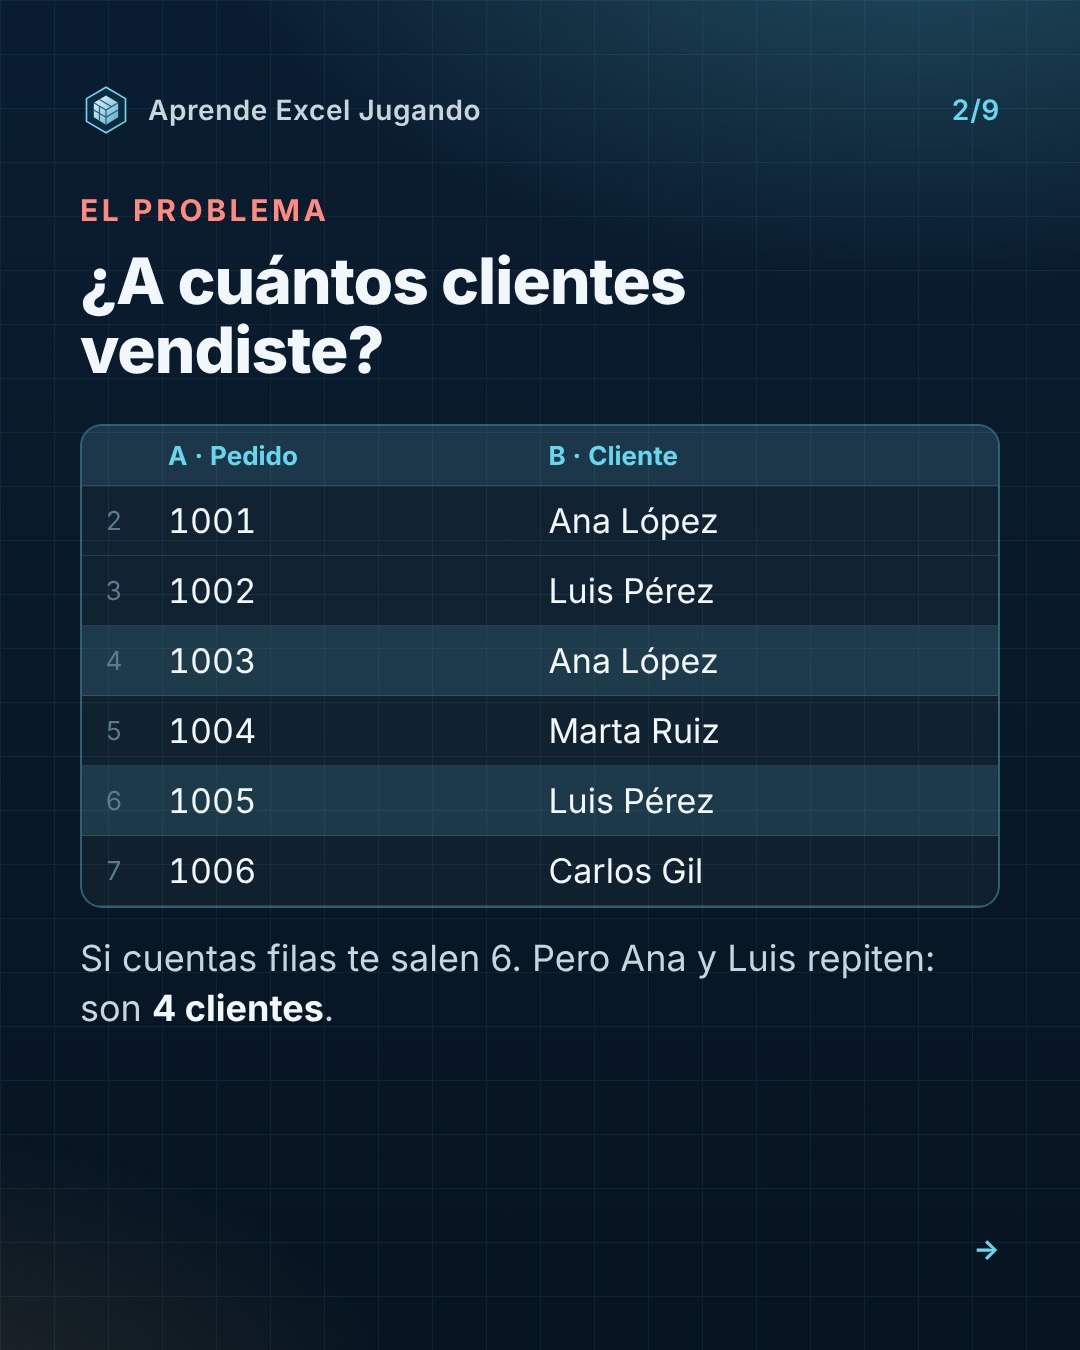 Aprende Excel Jugando
2/9
EL PROBLEMA
¿A cuántos clientes
vendiste?
A · Pedido B · Cliente
2 1001 Ana López
3 1002 Luis Pérez
4 1003 Ana López
5 1004 Marta Ruiz
6 1005 Luis Pérez
7 1006 Carlos Gil
Si cuentas filas te salen 6. Pero Ana y Luis repiten:
son 4 clientes.
→